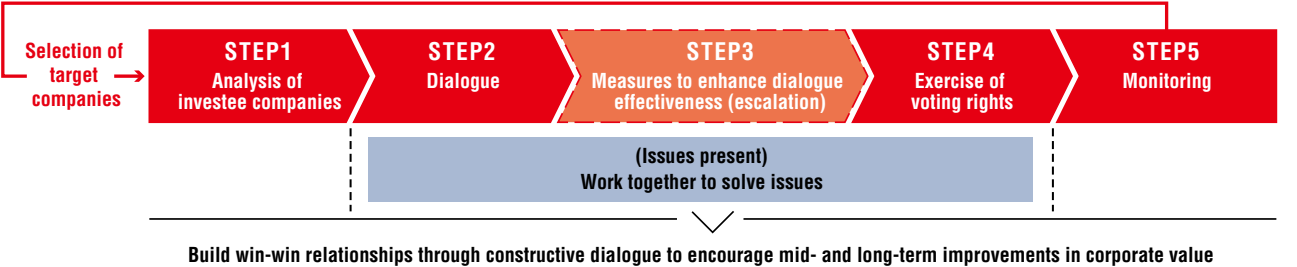 Selection of
target
companies
STEP1
Analysis of
investee companies
STEP2
Dialogue
STEP3
Measures to enhance dialogue
effectiveness (escalation)
STEP4
Exercise of
voting rights
STEP5
Monitoring
(Issues present)
Work together to solve issues
Build win-win relationships through constructive dialogue to encourage mid- and long-term improvements in corporate value